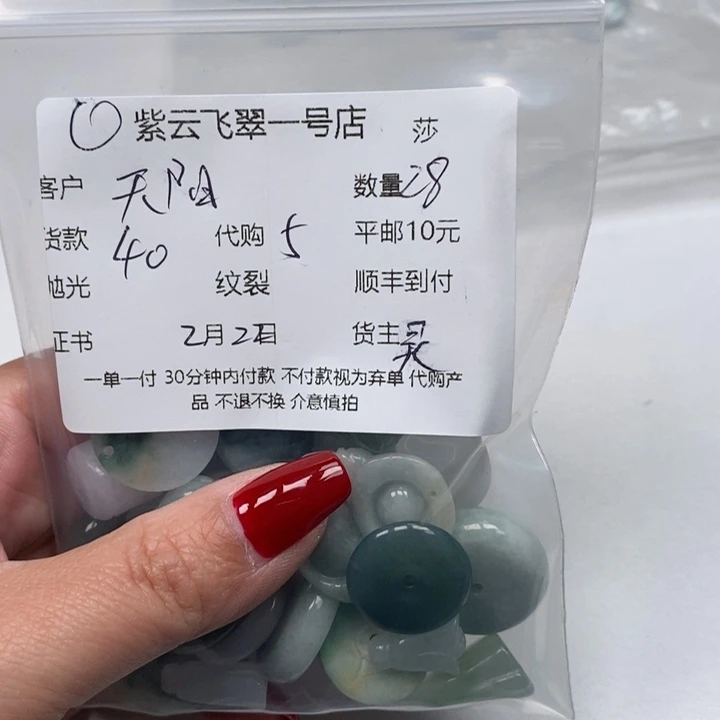 紫云飞翠一号店 莎
客户 天阳 数量 28
货款 40 代购 5 平邮10元
抛光 纹裂 顺丰到付
证书 2月2日 货主
一单一付 30分钟内付款 不付款视为弃单 代购产
品 不退不换 介意慎拍